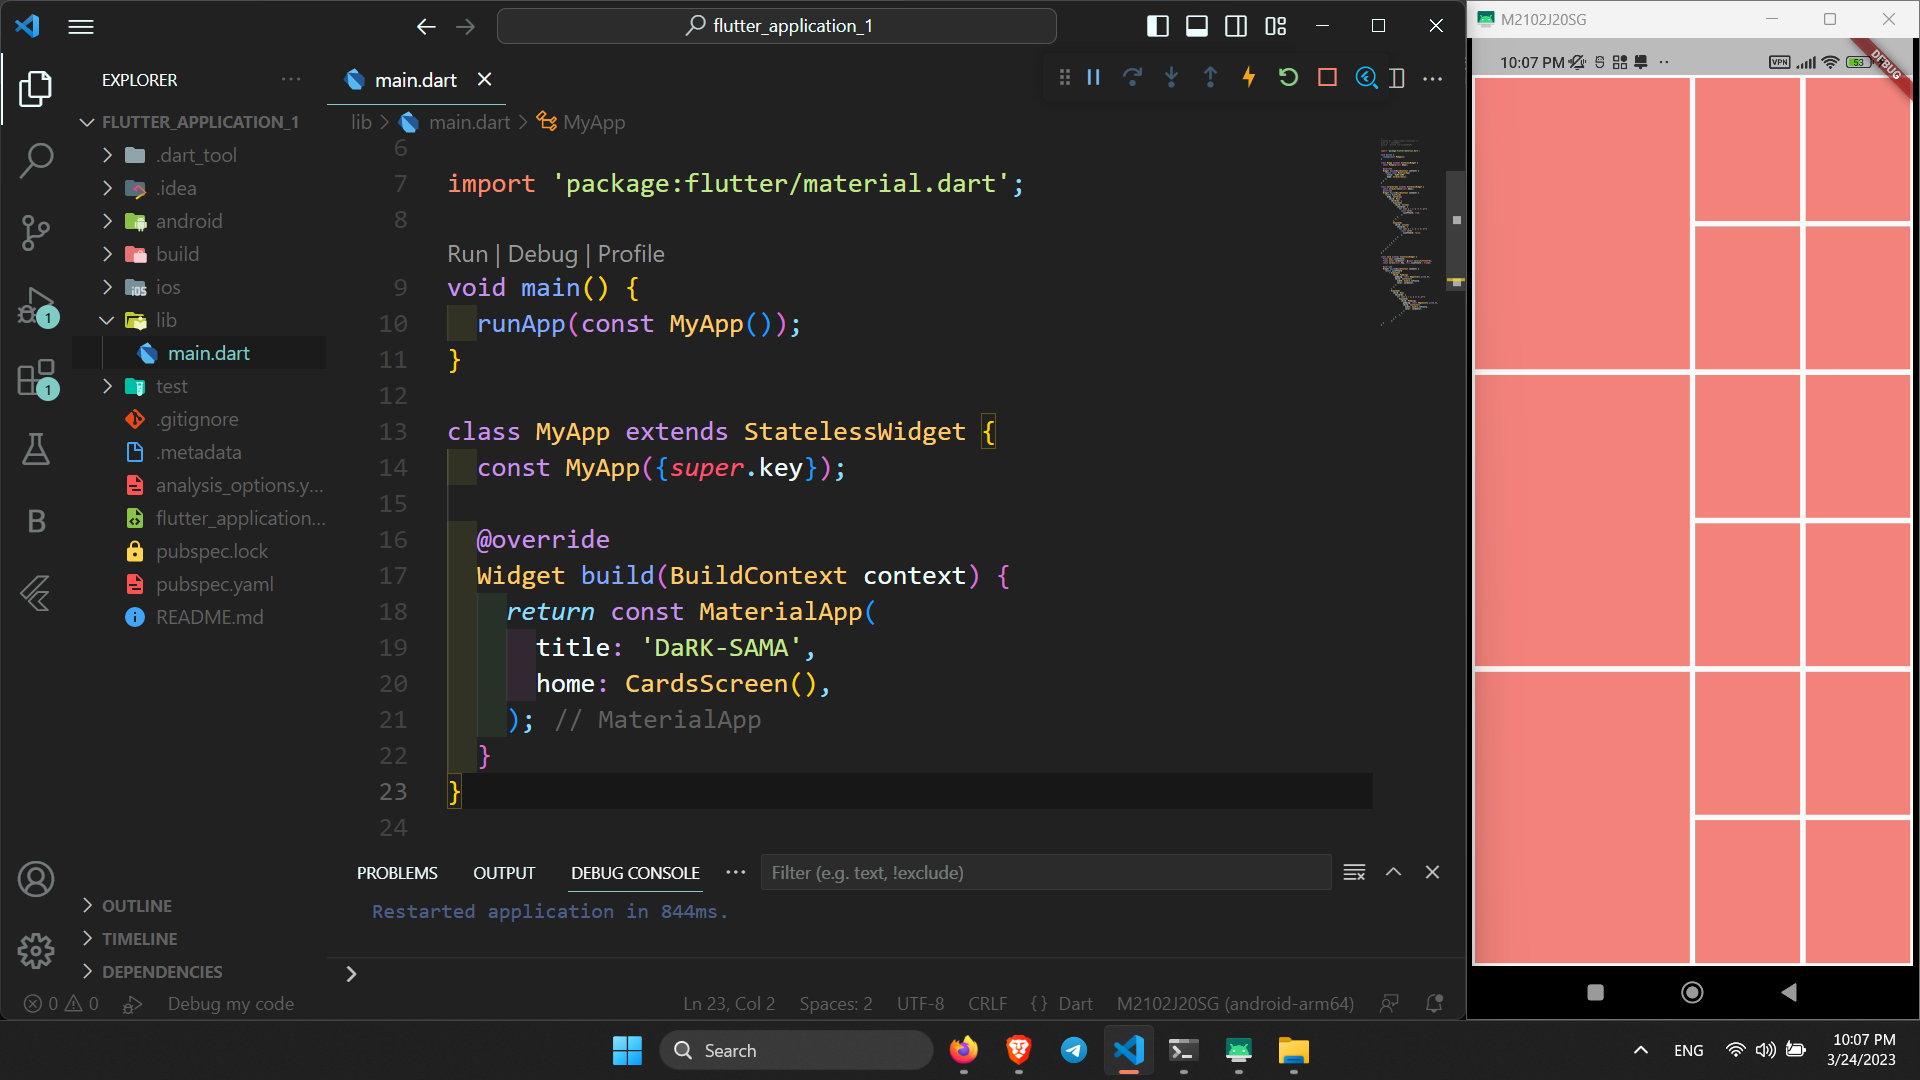 flutter_application_1
M2102J20SG
EXPLORER
main.dart
10:07 PM
VPN
53
DEBUG
FLUTTER_APPLICATION_1
lib > main.dart > MyApp
.dart_tool
.idea
android
build
ios
lib
main.dart
test
.gitignore
.metadata
analysis_options.y...
flutter_application...
pubspec.lock
pubspec.yaml
README.md
1
1
B
6
7 import 'package:flutter/material.dart';
8
Run | Debug | Profile
9 void main() {
10 runApp(const MyApp());
11 }
12
13 class MyApp extends StatelessWidget {
14 const MyApp({super.key});
15
16 @override
17 Widget build(BuildContext context) {
18 return const MaterialApp(
19 title: 'DaRK-SAMA',
20 home: CardsScreen(),
21 ); // MaterialApp
22 }
23 }
24
PROBLEMS OUTPUT DEBUG CONSOLE
Filter (e.g. text, !exclude)
Restarted application in 844ms.
OUTLINE
TIMELINE
DEPENDENCIES
0 0 Debug my code
Ln 23, Col 2 Spaces: 2 UTF-8 CRLF {} Dart M2102J20SG (android-arm64)
Search
ENG
10:07 PM
3/24/2023